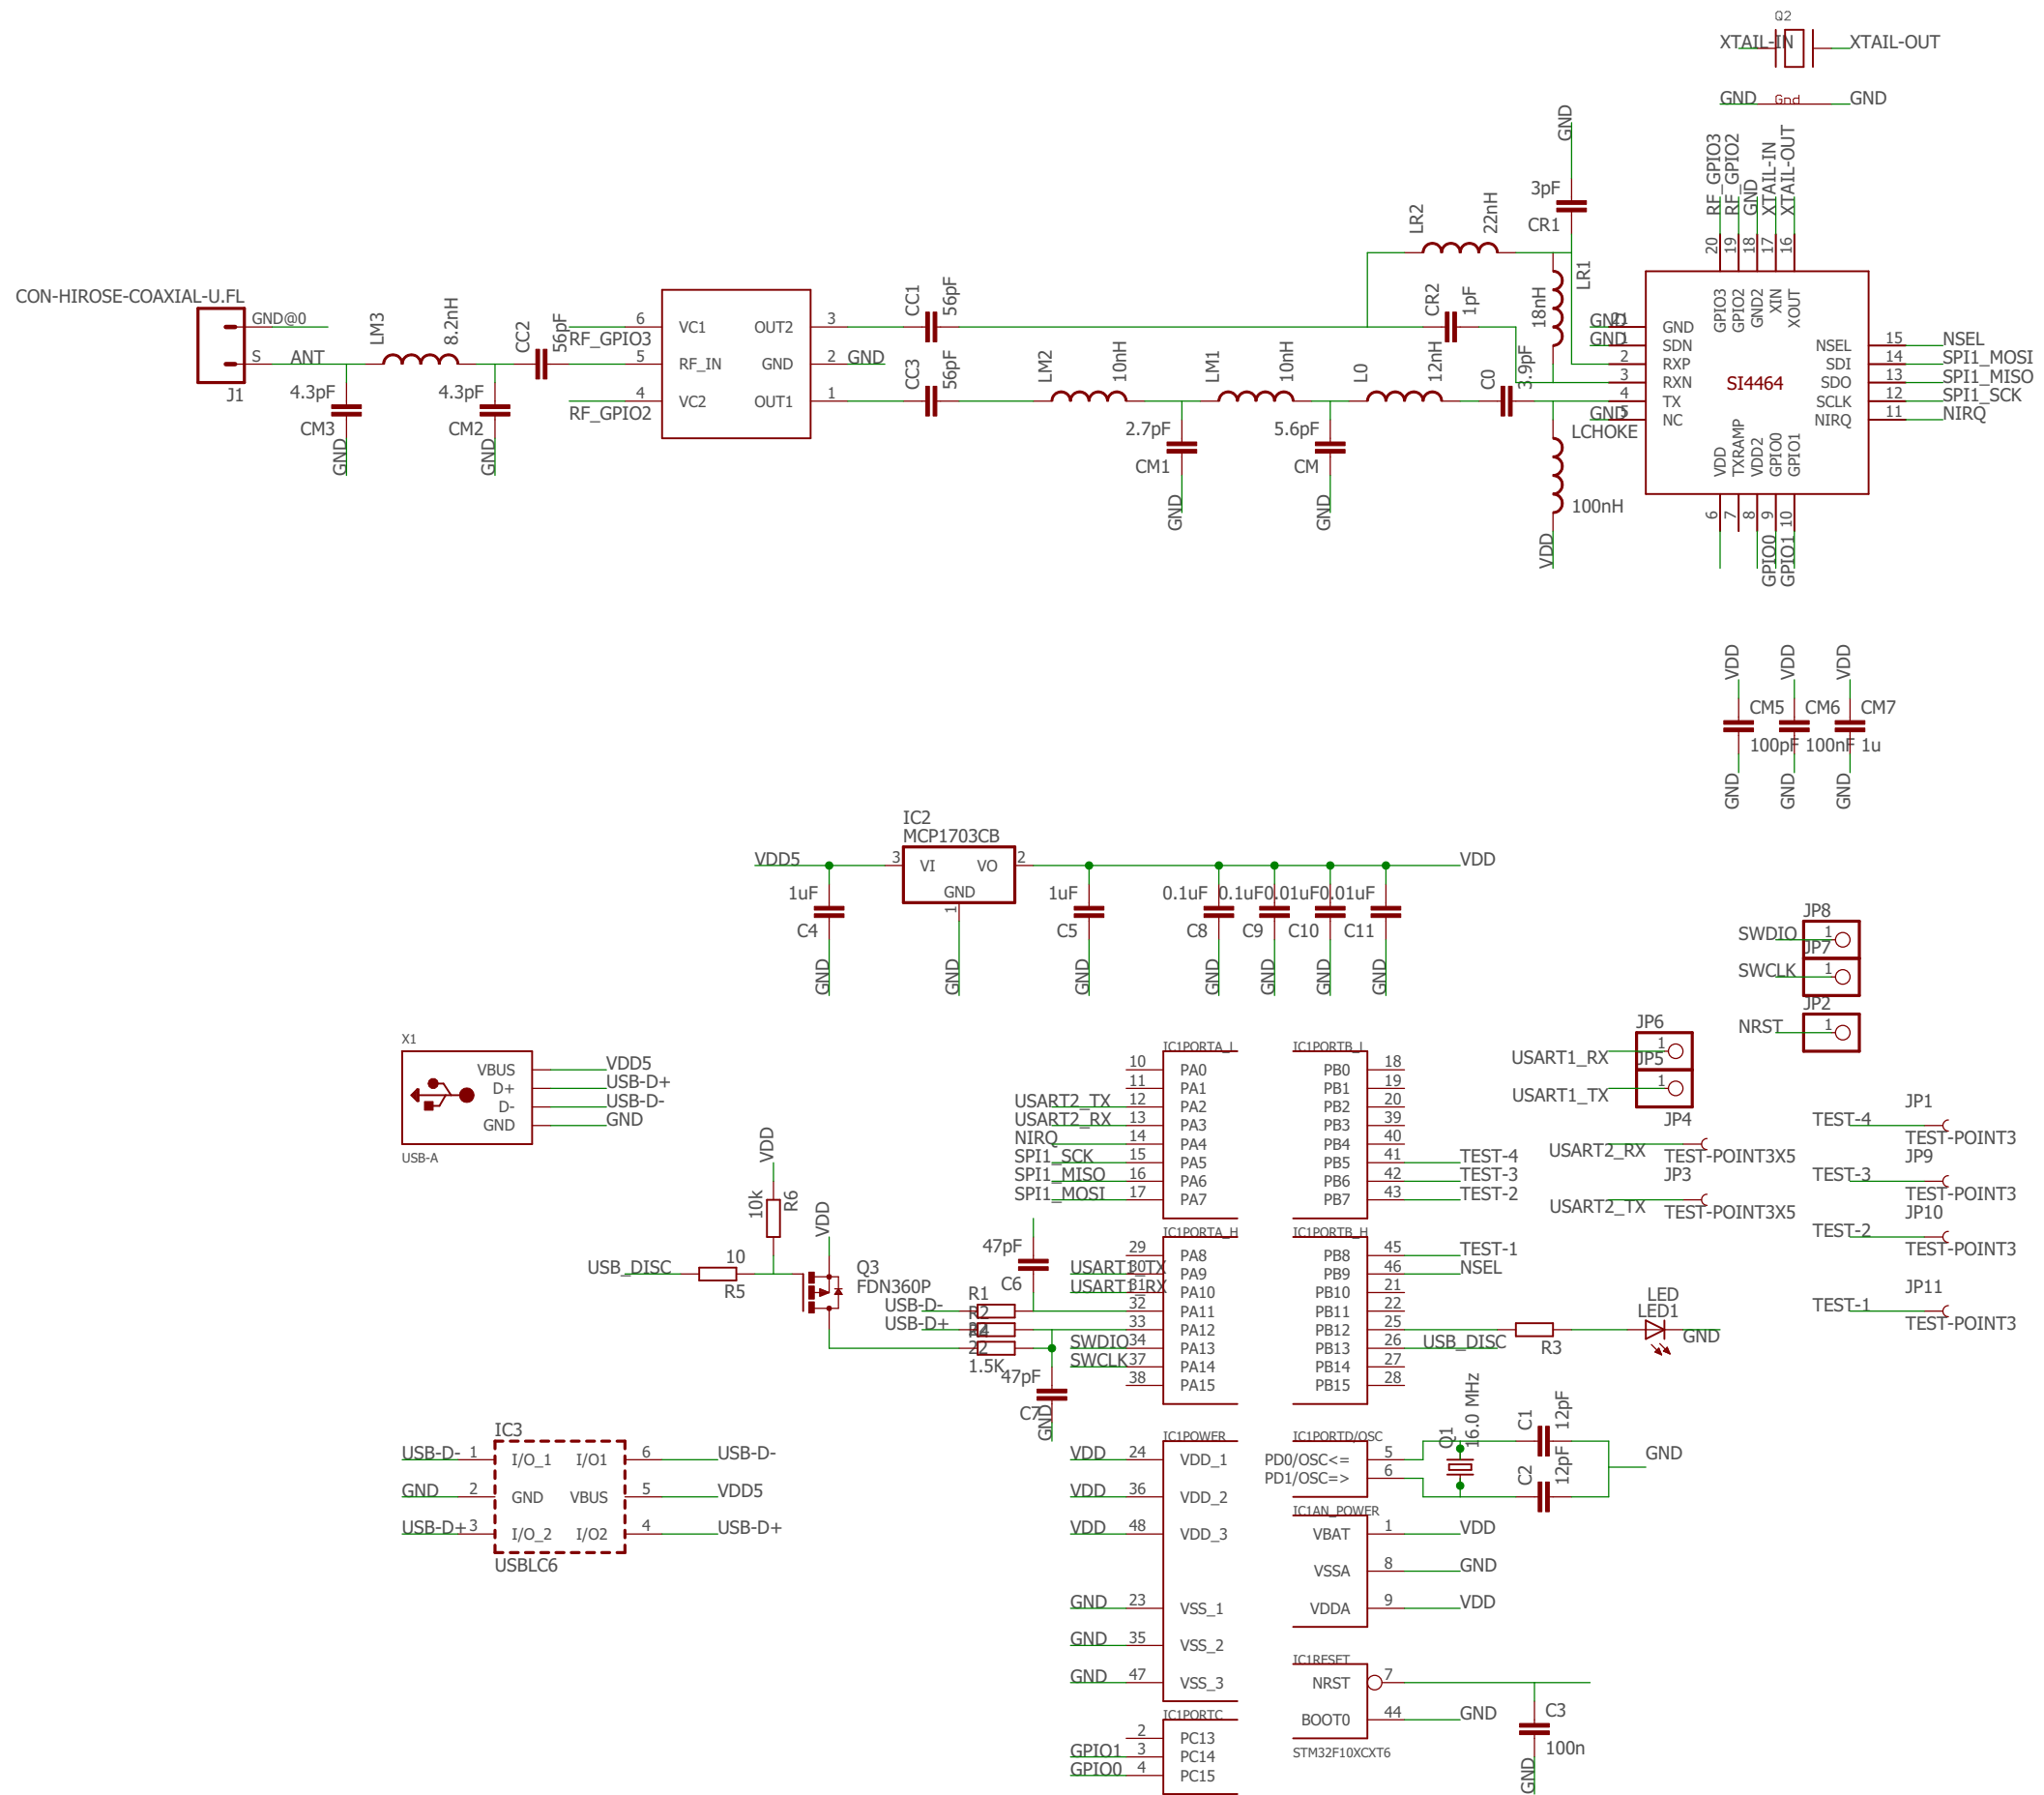 Q2
XTAIL-IN
XTAIL-OUT
GND
Gnd
GND
GND
RF_GPIO3
RF_GPIO2
GND
XTAIL-IN
XTAIL-OUT
20
19
18
17
16
3pF
CR1
LR2
22nH
LR1
18nH
CR2
1pF
GPIO3
GPIO2
GND2
XIN
XOUT
CON-HIROSE-COAXIAL-U.FL
GND@0
S
ANT
J1
LM3
8.2nH
CC2
56pF
4.3pF
CM3
GND
4.3pF
CM2
GND
RF_GPIO3
RF_GPIO2
6
5
4
VC1
RF_IN
VC2
OUT2
GND
OUT1
3
2
1
GND
CC1
56pF
CC3
56pF
LM2
10nH
LM1
10nH
L0
12nH
C0
3.9pF
2.7pF
CM1
GND
5.6pF
CM
GND
LCHOKE
100nH
VDD
GND
21
GND
1
2
3
4
GND
5
GND
SDN
RXP
RXN
TX
NC
SI4464
NSEL
SDI
SDO
SCLK
NIRQ
15
14
13
12
11
NSEL
SPI1_MOSI
SPI1_MISO
SPI1_SCK
NIRQ
VDD
TXRAMP
VDD2
GPIO0
GPIO1
6
7
8
9
10
GPIO0
GPIO1
VDD
VDD
VDD
CM5
CM6
CM7
100pF
100nF
1u
GND
GND
GND
IC2
MCP1703CB
VDD5
3
VI
VO
2
GND
1
VDD
1uF
C4
GND
GND
1uF
C5
GND
0.1uF
C8
GND
0.1uF
C9
GND
0.01uF
C10
GND
0.01uF
C11
GND
JP8
SWDIO
1
JP7
SWCLK
1
JP2
NRST
1
JP6
USART1_RX
1
JP5
USART1_TX
1
JP4
USART2_RX
TEST-POINT3X5
JP3
USART2_TX
TEST-POINT3X5
JP1
TEST-4
TEST-POINT3
JP9
TEST-3
TEST-POINT3
JP10
TEST-2
TEST-POINT3
JP11
TEST-1
TEST-POINT3
X1
VBUS
D+
D-
GND
VDD5
USB-D+
USB-D-
GND
USB-A
IC1PORTA_L
10 PA0
11 PA1
USART2_TX 12 PA2
USART2_RX 13 PA3
NIRQ 14 PA4
SPI1_SCK 15 PA5
SPI1_MISO 16 PA6
SPI1_MOSI 17 PA7
IC1PORTB_L
PB0 18
PB1 19
PB2 20
PB3 39
PB4 40
PB5 41 TEST-4
PB6 42 TEST-3
PB7 43 TEST-2
IC1PORTA_H
29 PA8
USART1_TX 30 PA9
USART1_RX 31 PA10
32 PA11
33 PA12
SWDIO 34 PA13
SWCLK 37 PA14
38 PA15
IC1PORTB_H
PB8 45 TEST-1
PB9 46 NSEL
PB10 21
PB11 22
PB12 25
PB13 26 USB_DISC
PB14 27
PB15 28
R3
LED
LED1
GND
VDD
10k
R6
VDD
USB_DISC
10
R5
Q3
FDN360P
47pF
C6
USB-D-
R1
USB-D+
R2
R4
22
1.5K
47pF
C7
GND
IC3
USB-D- 1 I/O_1
GND 2 GND
USB-D+ 3 I/O_2
I/O1 6 USB-D-
VBUS 5 VDD5
I/O2 4 USB-D+
USBLC6
IC1POWER
VDD 24 VDD_1
VDD 36 VDD_2
VDD 48 VDD_3
GND 23 VSS_1
GND 35 VSS_2
GND 47 VSS_3
IC1PORTC
2 PC13
GPIO1 3 PC14
GPIO0 4 PC15
IC1PORTD/OSC
PD0/OSC<= 5
PD1/OSC=> 6
Q1
16.0 MHz
C1
12pF
C2
12pF
GND
IC1AN_POWER
VBAT 1 VDD
VSSA 8 GND
VDDA 9 VDD
IC1RESET
NRST 7
BOOT0 44 GND
STM32F10XCXT6
C3
100n
GND